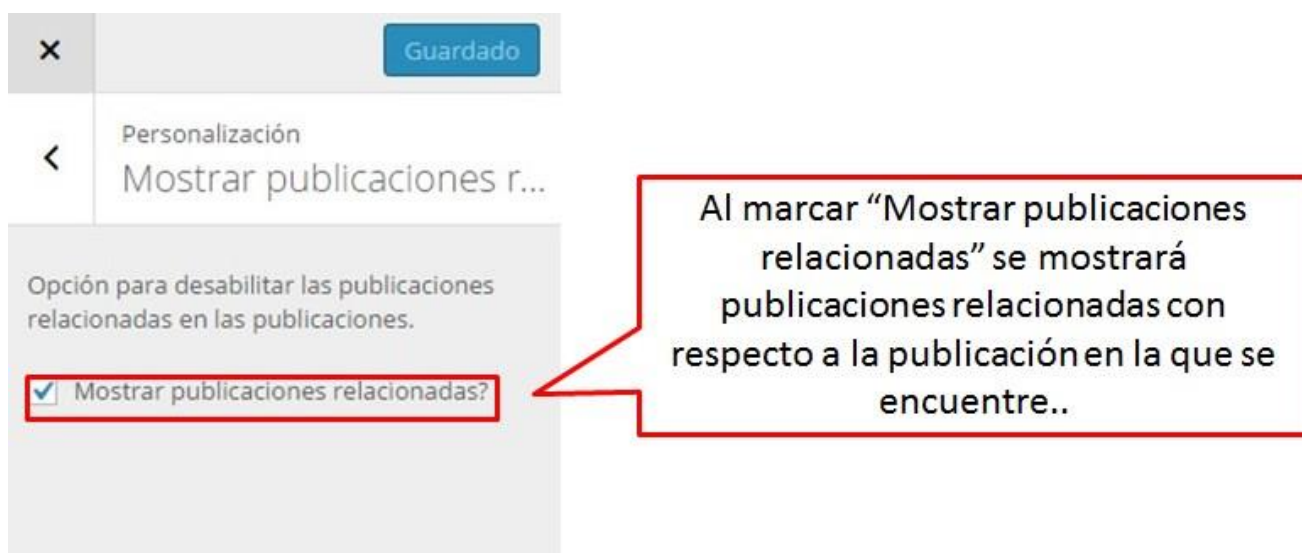 Guardado
Personalización
Mostrar publicaciones r...
Opción para desabilitar las publicaciones
relacionadas en las publicaciones.
Mostrar publicaciones relacionadas?
Al marcar “Mostrar publicaciones
relacionadas” se mostrará
publicaciones relacionadas con
respecto a la publicación en la que se
encuentre..